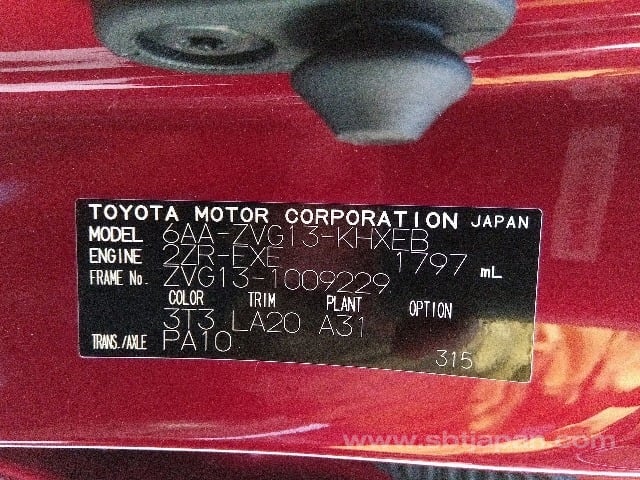 TOYOTA MOTOR CORPORATION JAPAN
MODEL 6AA-ZVG13-KHXEB
ENGINE 2ZR-EXE 1797 mL
FRAME No. ZVG13-1009229
COLOR TRIM PLANT OPTION
3T3 LA20 A31
TRANS./AXLE PA10 315
www.sbtjapan.com